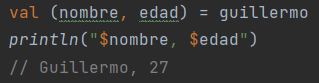 val (nombre, edad) = guillermo
println("$nombre, $edad")
// Guillermo, 27